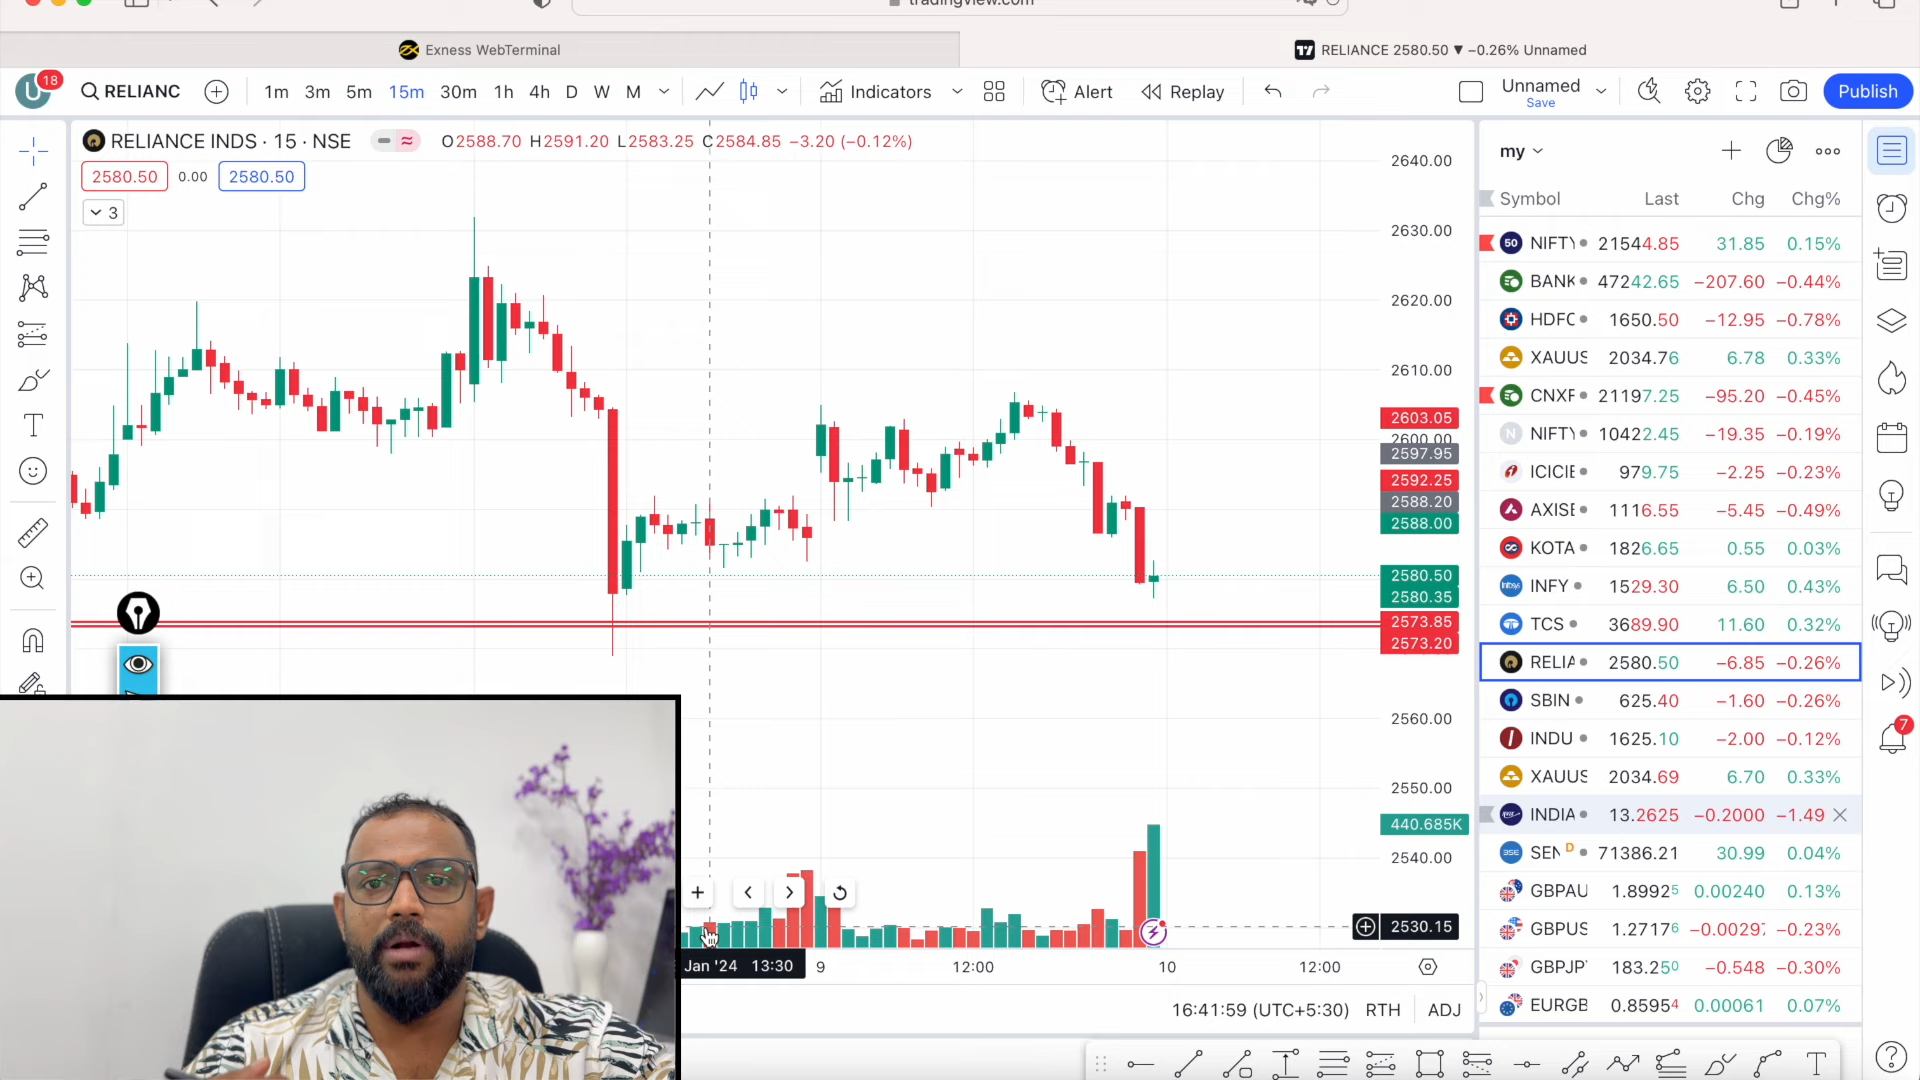 tradingview.com
Exness WebTerminal
RELIANCE 2580.50 ▼ −0.26% Unnamed
U 18
RELIANC
1m 3m 5m 15m 30m 1h 4h D W M
Indicators
Alert
Replay
Unnamed
Save
Publish
RELIANCE INDS · 15 · NSE
O2588.70 H2591.20 L2583.25 C2584.85 −3.20 (−0.12%)
2580.50 0.00 2580.50
3
2640.00
2630.00
2620.00
2610.00
2603.05
2600.00
2597.95
2592.25
2588.20
2588.00
2580.50
2580.35
2573.85
2573.20
2560.00
2550.00
440.685K
2540.00
2530.15
Jan '24 13:30 9 12:00 10 12:00
16:41:59 (UTC+5:30) RTH ADJ
my
Symbol Last Chg Chg%
50 NIFTY 21544.85 31.85 0.15%
BANK 47242.65 −207.60 −0.44%
HDFC 1650.50 −12.95 −0.78%
XAUUS 2034.76 6.78 0.33%
CNXF 21197.25 −95.20 −0.45%
N NIFTY 10422.45 −19.35 −0.19%
ICICIE 979.75 −2.25 −0.23%
AXISE 1116.55 −5.45 −0.49%
KOTA 1826.65 0.55 0.03%
INFY 1529.30 6.50 0.43%
TCS 3689.90 11.60 0.32%
RELIA 2580.50 −6.85 −0.26%
SBIN 625.40 −1.60 −0.26%
INDU 1625.10 −2.00 −0.12%
XAUUS 2034.69 6.70 0.33%
INDIA 13.2625 −0.2000 −1.49
BSE SEN D 71386.21 30.99 0.04%
GBPAU 1.89925 0.00240 0.13%
GBPUS 1.27176 −0.00297 −0.23%
GBPJP 183.250 −0.548 −0.30%
EURGB 0.85954 0.00061 0.07%
7